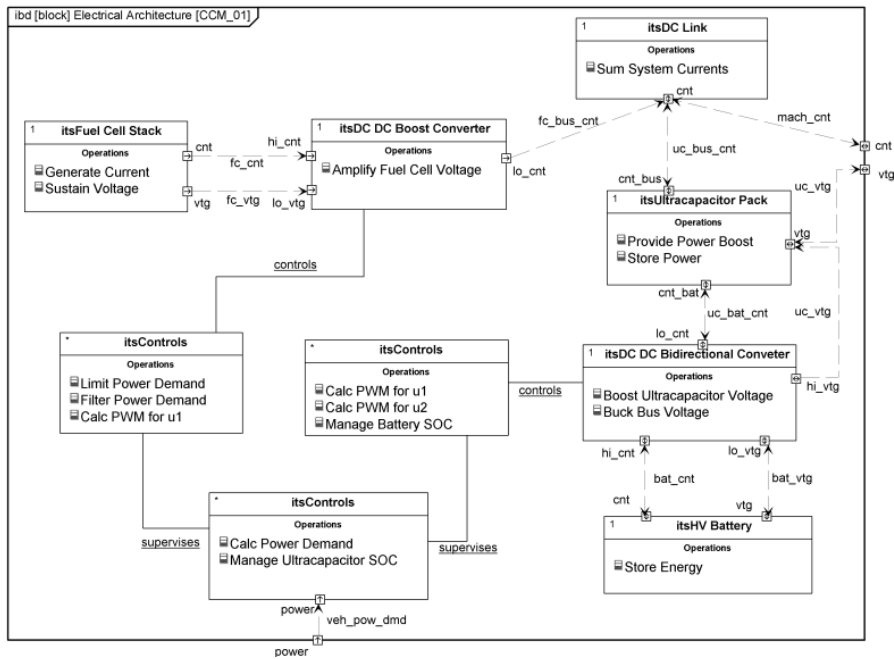 ibd [block] Electrical Architecture [CCM_01]
1
itsDC Link
Operations
Sum System Currents
cnt
fc_bus_cnt
mach_cnt
cnt
vtg
1
itsFuel Cell Stack
Operations
Generate Current
Sustain Voltage
cnt
fc_cnt
hi_cnt
vtg
fc_vtg
lo_vtg
1
itsDC DC Boost Converter
Operations
Amplify Fuel Cell Voltage
lo_cnt
uc_bus_cnt
uc_vtg
cnt_bus
1
itsUltracapacitor Pack
Operations
Provide Power Boost
Store Power
vtg
cnt_bat
uc_bat_cnt
uc_vtg
controls
lo_cnt
*
itsControls
Operations
Limit Power Demand
Filter Power Demand
Calc PWM for u1
*
itsControls
Operations
Calc PWM for u1
Calc PWM for u2
Manage Battery SOC
controls
1
itsDC DC Bidirectional Conveter
Operations
Boost Ultracapacitor Voltage
Buck Bus Voltage
hi_vtg
hi_cnt
lo_vtg
bat_cnt
bat_vtg
cnt
vtg
supervises
*
itsControls
Operations
Calc Power Demand
Manage Ultracapacitor SOC
supervises
1
itsHV Battery
Operations
Store Energy
power
veh_pow_dmd
power